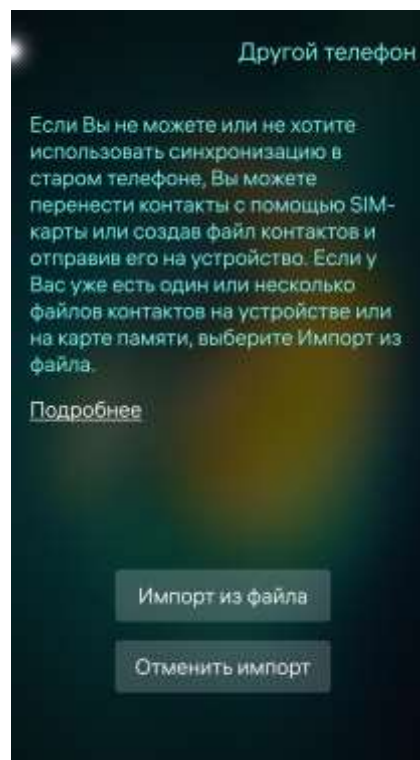 Другой телефон
Если Вы не можете или не хотите
использовать синхронизацию в
старом телефоне, Вы можете
перенести контакты с помощью SIM-
карты или создав файл контактов и
отправив его на устройство. Если у
Вас уже есть один или несколько
файлов контактов на устройстве или
на карте памяти, выберите Импорт из
файла.
Подробнее
Импорт из файла
Отменить импорт